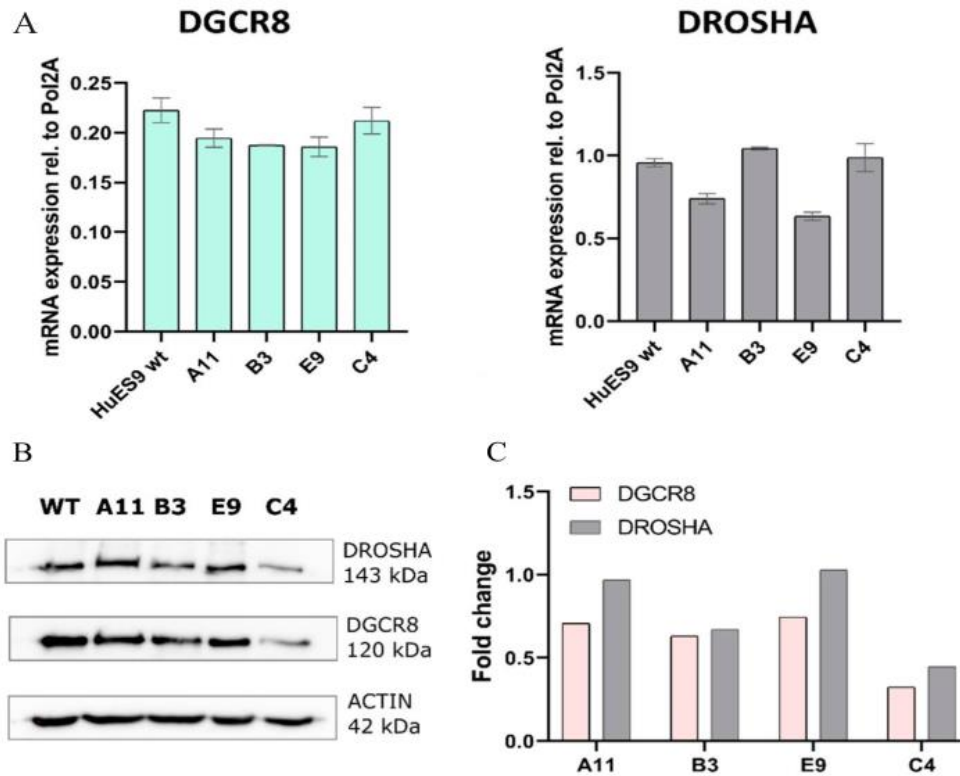 A
DGCR8
mRNA expression rel. to Pol2A
0.25
0.20
0.15
0.10
0.05
0.00
HuES9 wt
A11
B3
E9
C4
DROSHA
mRNA expression rel. to Pol2A
1.5
1.0
0.5
0.0
HuES9 wt
A11
B3
E9
C4
B
WT A11 B3 E9 C4
DROSHA
143 kDa
DGCR8
120 kDa
ACTIN
42 kDa
C
Fold change
1.5
1.0
0.5
0.0
DGCR8
DROSHA
A11
B3
E9
C4